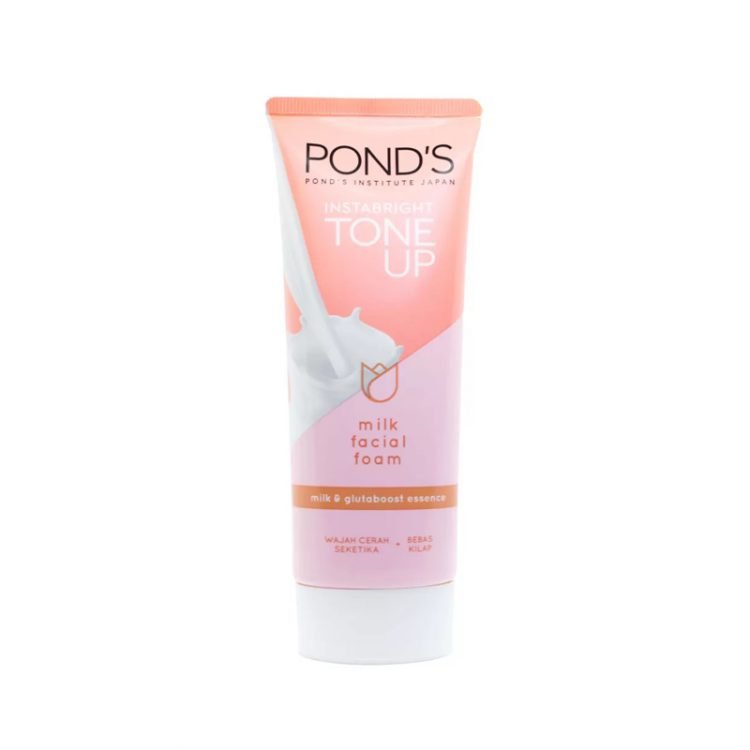 POND'S
POND'S INSTITUTE JAPAN
INSTABRIGHT
TONE
UP
milk
facial
foam
milk & glutaboost essence
WAJAH CERAH
SEKETIKA
• BEBAS
KILAP